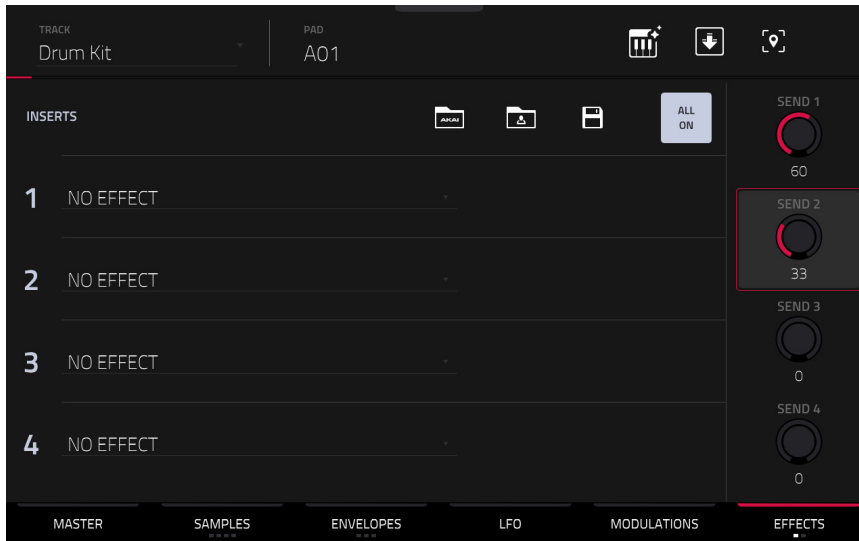 TRACK
Drum Kit
PAD
A01
INSERTS
AKAI
ALL
ON
1 NO EFFECT
2 NO EFFECT
3 NO EFFECT
4 NO EFFECT
SEND 1
60
SEND 2
33
SEND 3
0
SEND 4
0
MASTER SAMPLES ENVELOPES LFO MODULATIONS EFFECTS